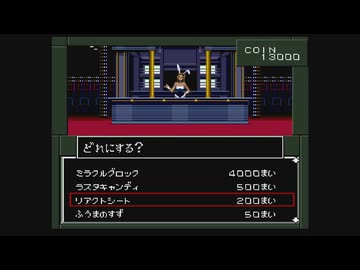 COIN
13000
どれにする?
ミラクルグロック 4000まい
ラスタキャンディ 500まい
リアクトシート 200まい
ふうまのすず 50まい